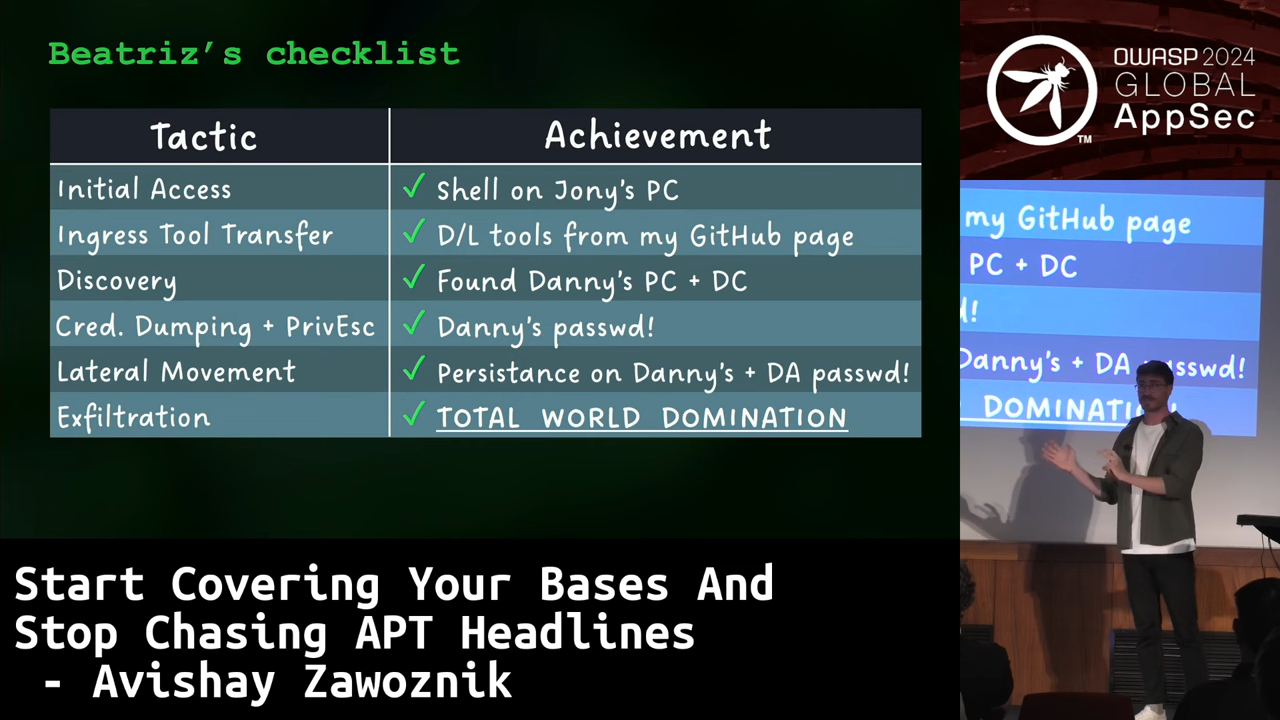 Beatriz's checklist
Tactic Achievement
Initial Access ✓ Shell on Jony's PC
Ingress Tool Transfer ✓ D/L tools from my GitHub page
Discovery ✓ Found Danny's PC + DC
Cred. Dumping + PrivEsc ✓ Danny's passwd!
Lateral Movement ✓ Persistance on Danny's + DA passwd!
Exfiltration ✓ TOTAL WORLD DOMINATION
Start Covering Your Bases And
Stop Chasing APT Headlines
- Avishay Zawoznik
OWASP 2024
GLOBAL
AppSec
TM
my GitHub page
PC + DC
d!
Danny's + DA passwd!
DOMINATI